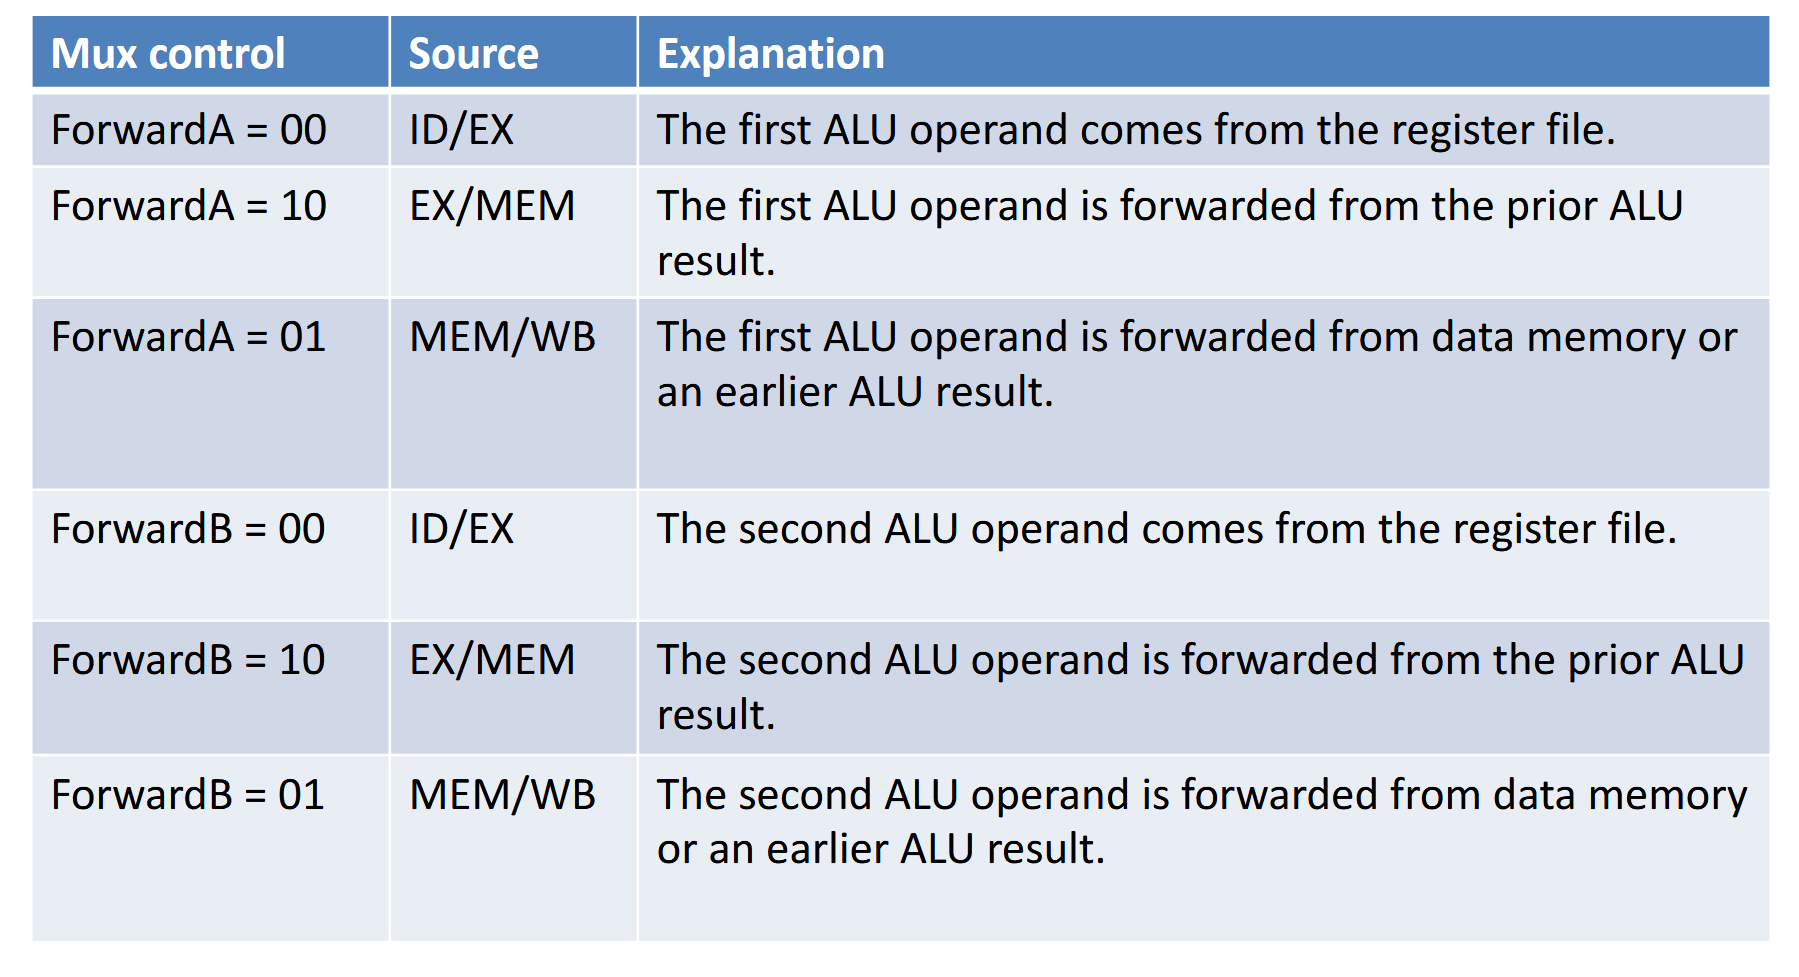 Mux control Source Explanation
ForwardA = 00 ID/EX The first ALU operand comes from the register file.
ForwardA = 10 EX/MEM The first ALU operand is forwarded from the prior ALU
result.
ForwardA = 01 MEM/WB The first ALU operand is forwarded from data memory or
an earlier ALU result.
ForwardB = 00 ID/EX The second ALU operand comes from the register file.
ForwardB = 10 EX/MEM The second ALU operand is forwarded from the prior ALU
result.
ForwardB = 01 MEM/WB The second ALU operand is forwarded from data memory
or an earlier ALU result.